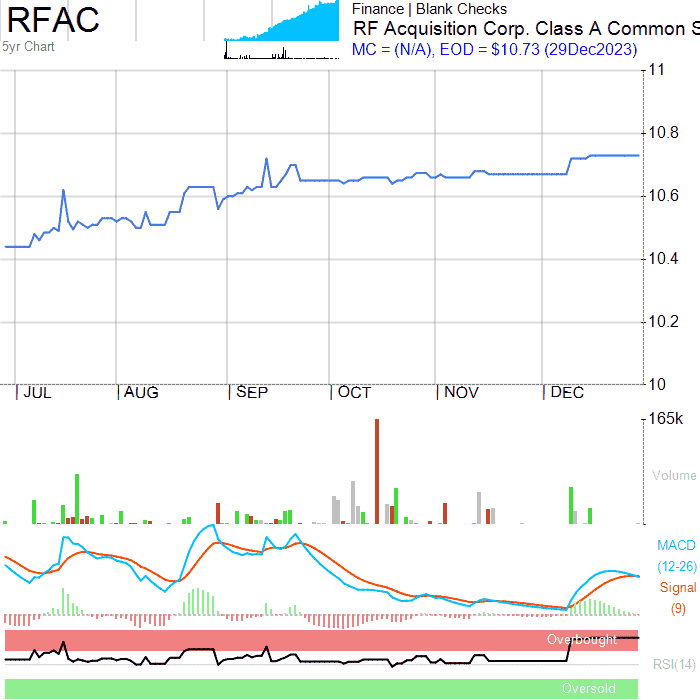 RFAC
5yr Chart
Finance | Blank Checks
RF Acquisition Corp. Class A Common S
MC = (N/A), EOD = $10.73 (29Dec2023)
11
10.8
10.6
10.4
10.2
10
JUL
AUG
SEP
OCT
NOV
DEC
165k
Volume
MACD
(12-26)
Signal
(9)
Overbought
RSI(14)
Oversold